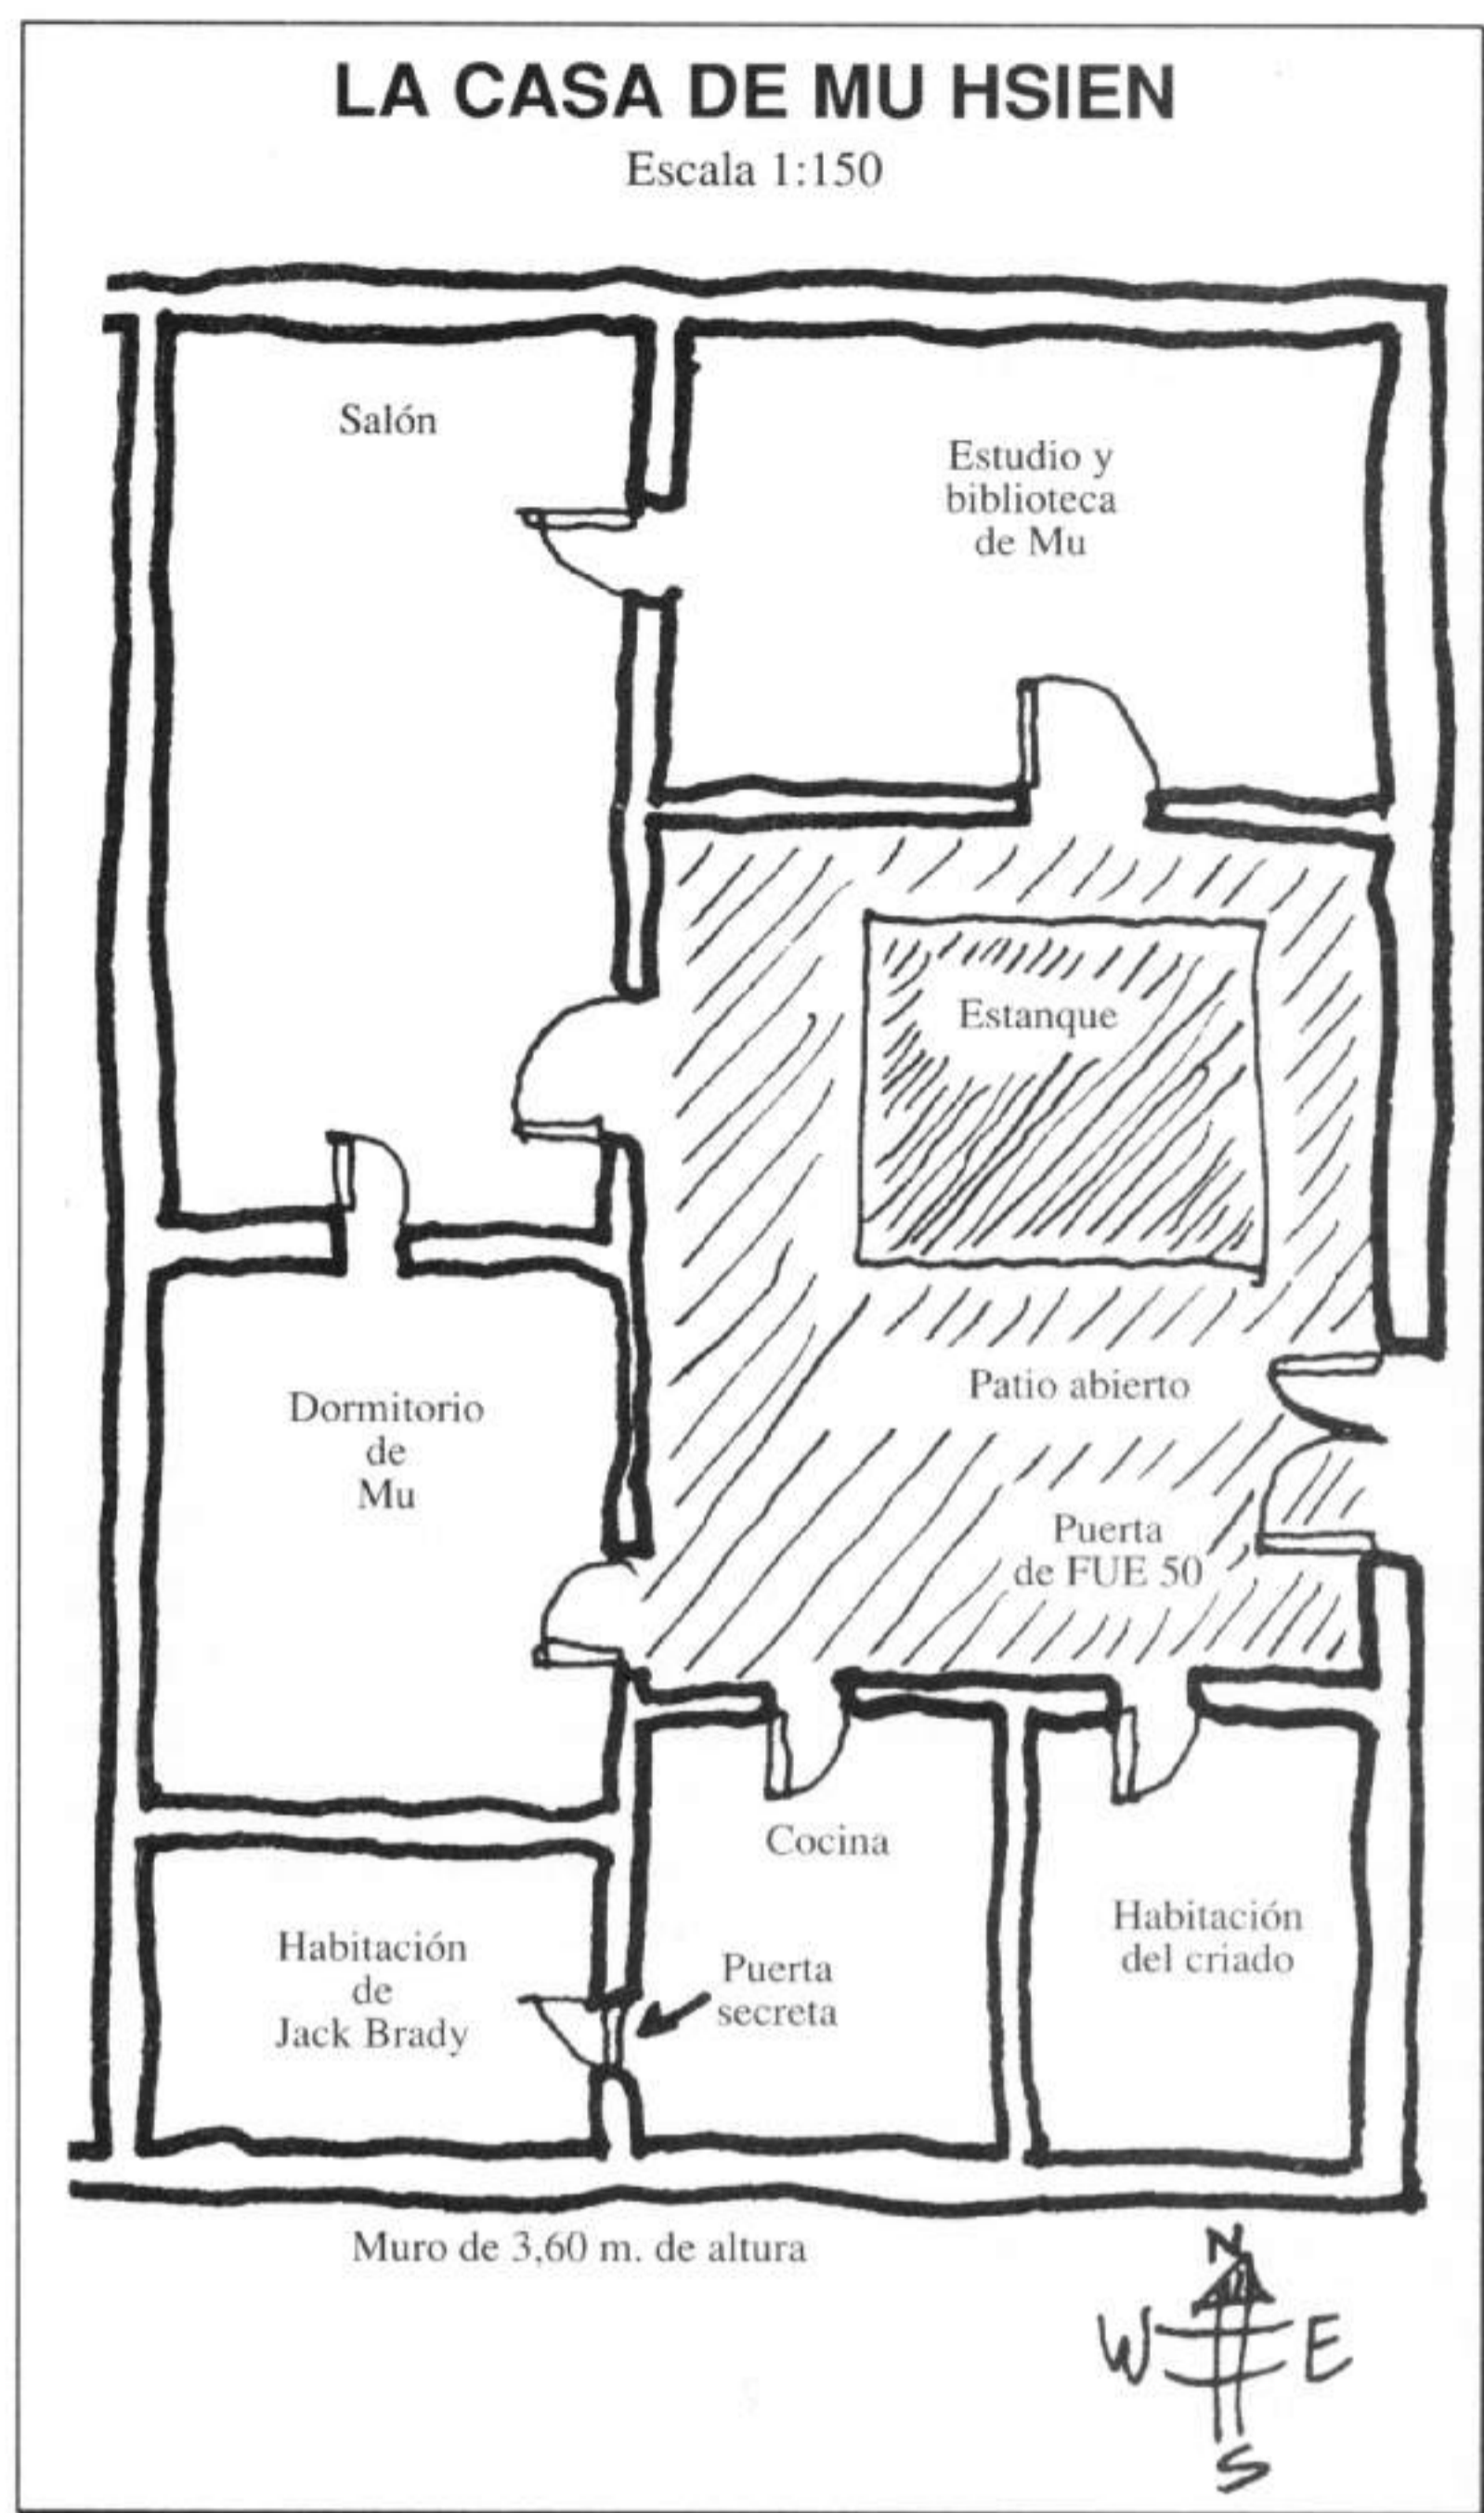 LA CASA DE MU HSIEN
Escala 1:150
Salón
Estudio y
biblioteca
de Mu
Estanque
Patio abierto
Dormitorio
de
Mu
Puerta
de FUE 50
Cocina
Habitación
del criado
Habitación
de
Jack Brady
Puerta
secreta
Muro de 3,60 m. de altura
N
W E
S